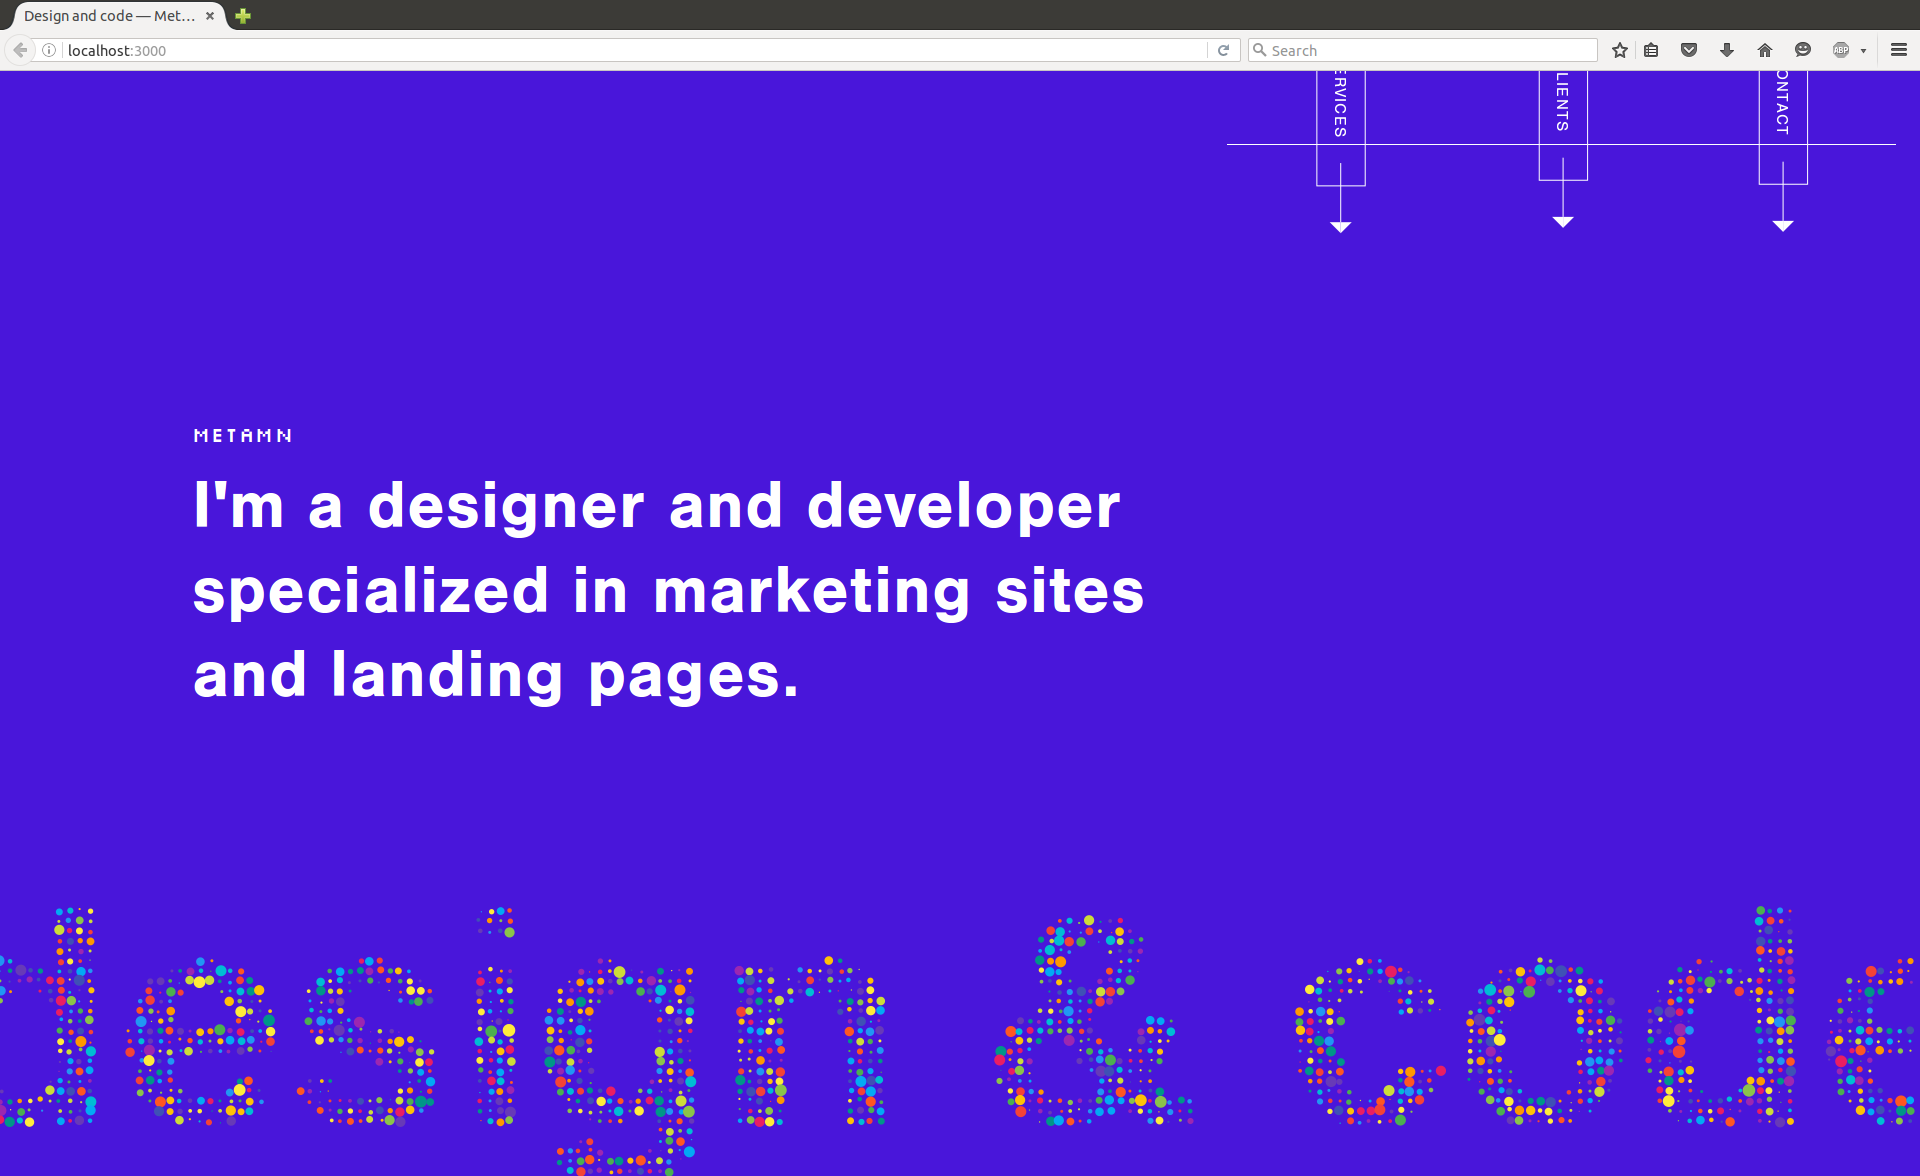 Design and code — Met...
localhost:3000
Search
ABP
ERVICES
LIENTS
ONTACT
METAMN
I'm a designer and developer
specialized in marketing sites
and landing pages.
design & code